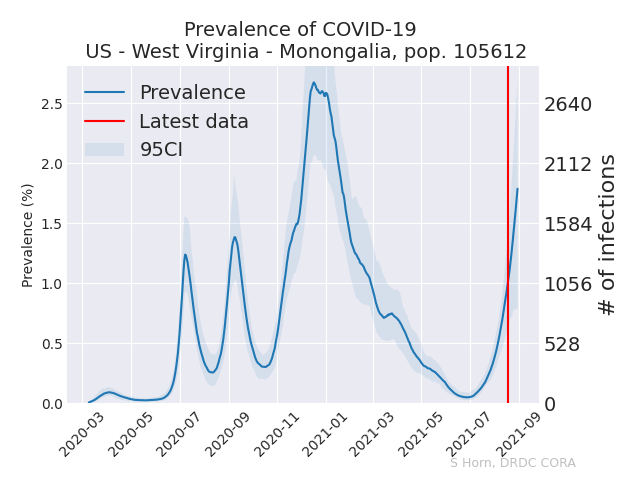 Prevalence of COVID-19
US - West Virginia - Monongalia, pop. 105612
Prevalence
Latest data
95CI
Prevalence (%)
2.5
2.0
1.5
1.0
0.5
0.0
2640
2112
1584
1056
528
0
# of infections
2020-03
2020-05
2020-07
2020-09
2020-11
2021-01
2021-03
2021-05
2021-07
2021-09
S Horn, DRDC CORA